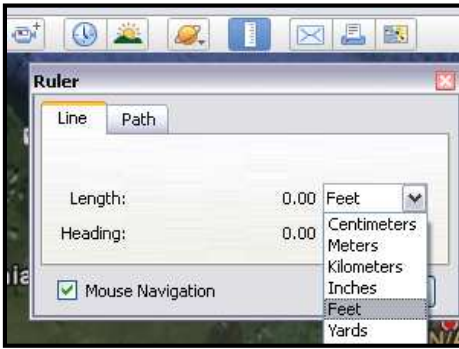 Ruler
Line Path
Length: 0.00 Feet
Centimeters
Meters
Heading: 0.00
Kilometers
Inches
Mouse Navigation
Feet
Yards